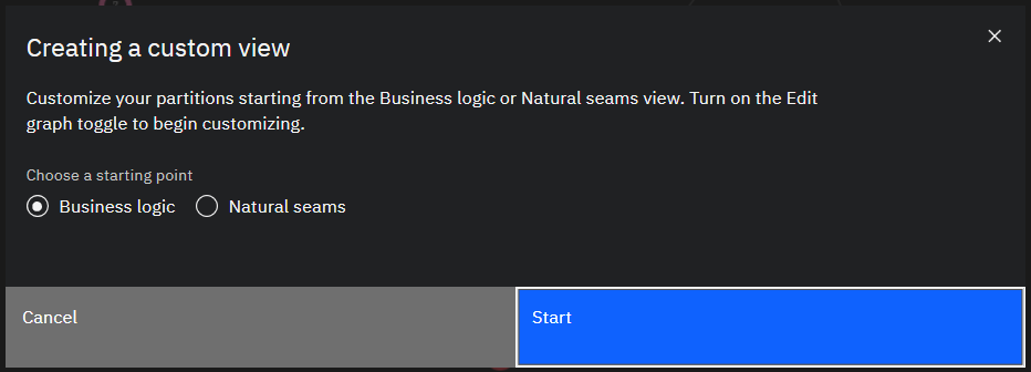 Creating a custom view
Customize your partitions starting from the Business logic or Natural seams view. Turn on the Edit
graph toggle to begin customizing.
Choose a starting point
Business logic Natural seams
Cancel Start